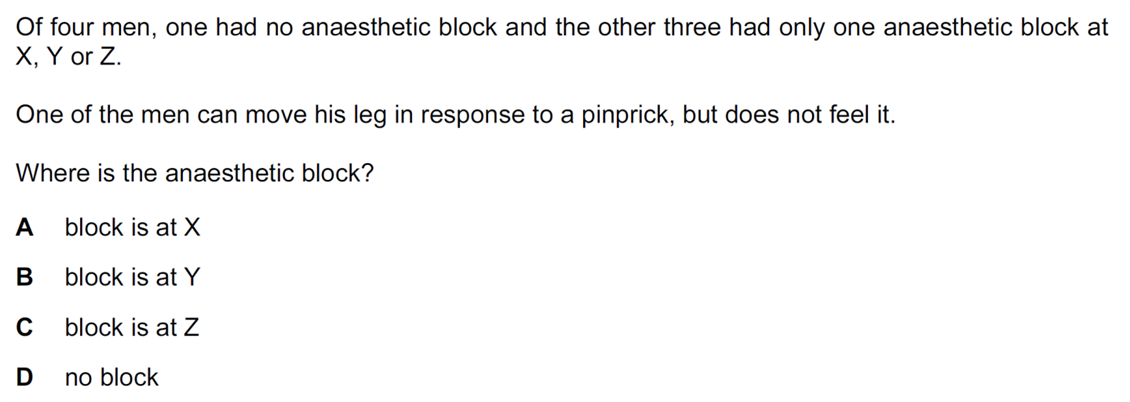 Of four men, one had no anaesthetic block and the other three had only one anaesthetic block at
X, Y or Z.
One of the men can move his leg in response to a pinprick, but does not feel it.
Where is the anaesthetic block?
A block is at X
B block is at Y
C block is at Z
D no block